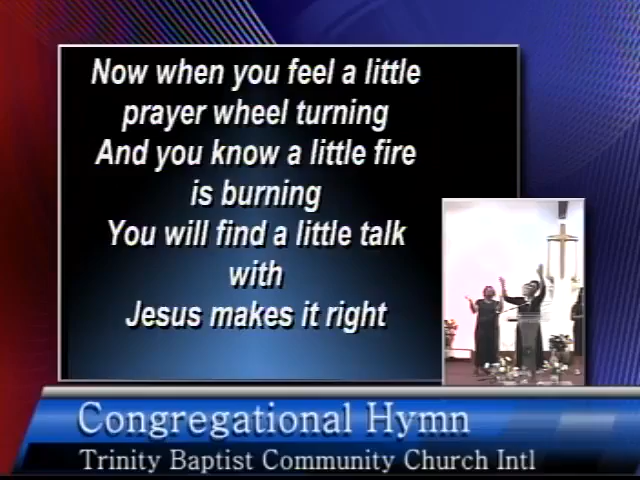 Now when you feel a little
prayer wheel turning
And you know a little fire
is burning
You will find a little talk
with
Jesus makes it right
Congregational Hymn
Trinity Baptist Community Church Intl